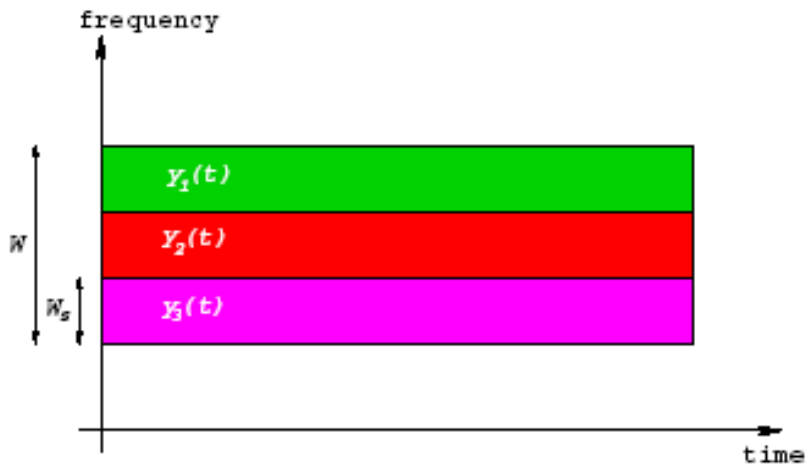 frequency
y₁(t)
y₂(t)
W
Wₛ
y₃(t)
time